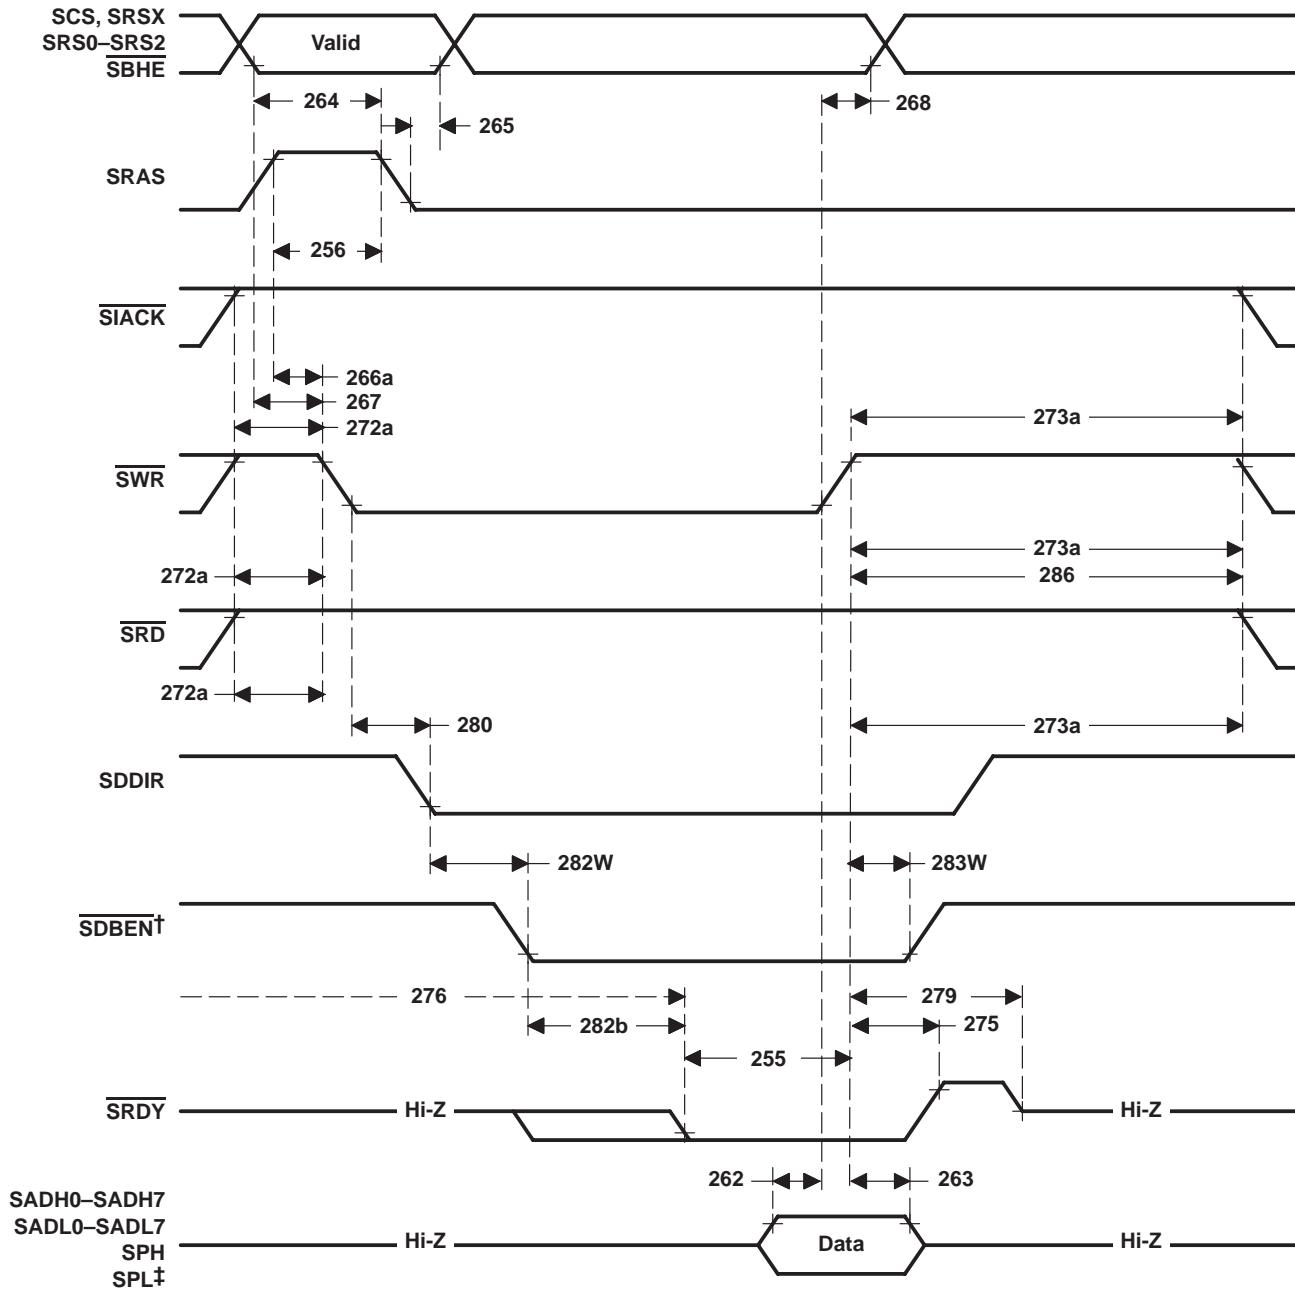 SCS, SRSX
SRS0–SRS2
SBHE
Valid
264
268
265
SRAS
256
SIACK
266a
267
272a
273a
SWR
273a
272a
286
SRD
272a
280
273a
SDDIR
282W
283W
SDBEN†
276
279
282b
275
255
SRDY
Hi-Z
Hi-Z
262
263
SADH0–SADH7
SADL0–SADL7
SPH
SPL‡
Hi-Z
Data
Hi-Z